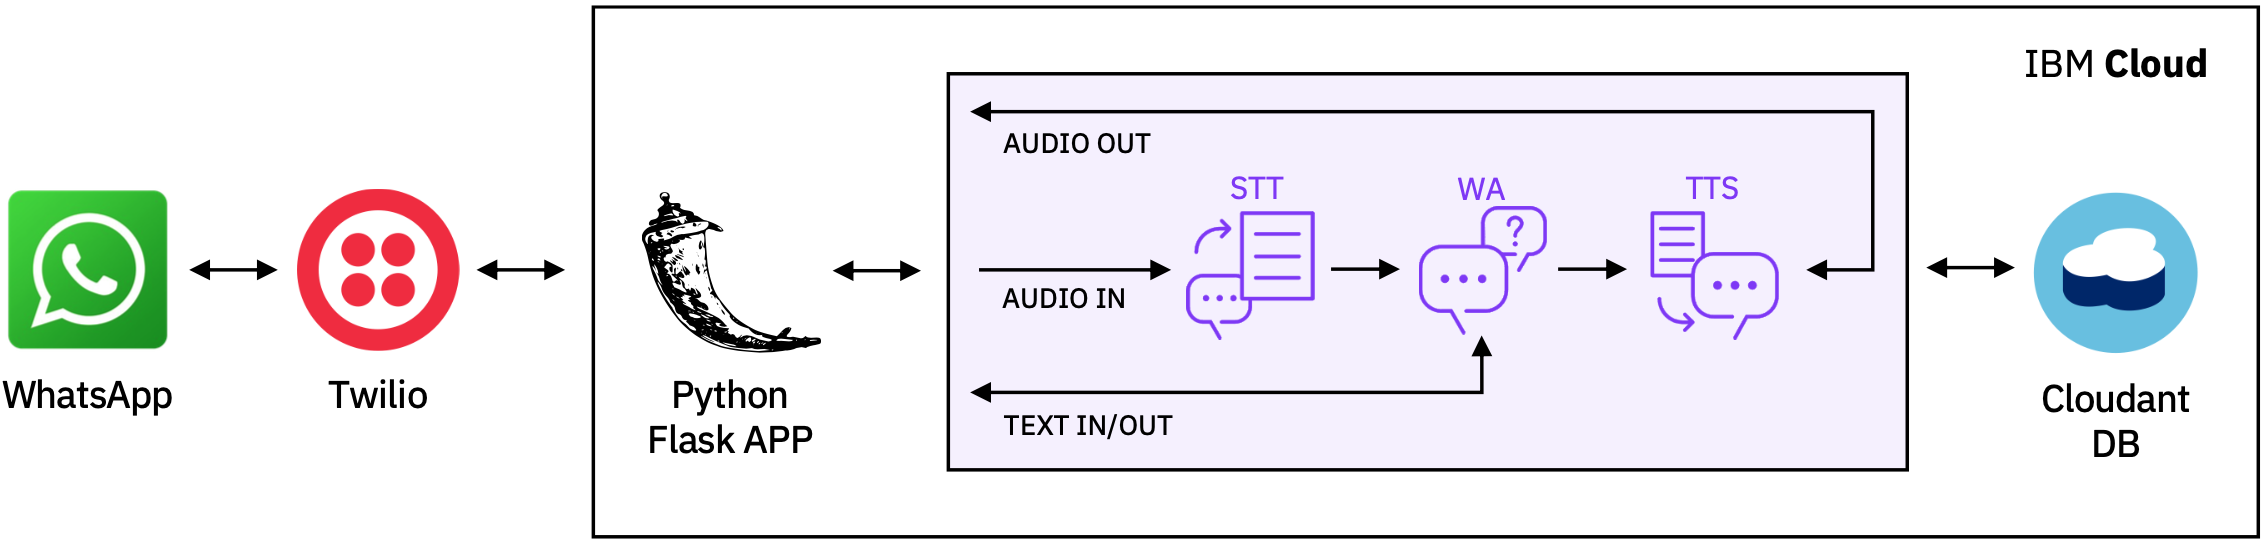 IBM Cloud
AUDIO OUT
STT
WA
TTS
?
AUDIO IN
WhatsApp
Twilio
Python
Flask APP
TEXT IN/OUT
Cloudant
DB